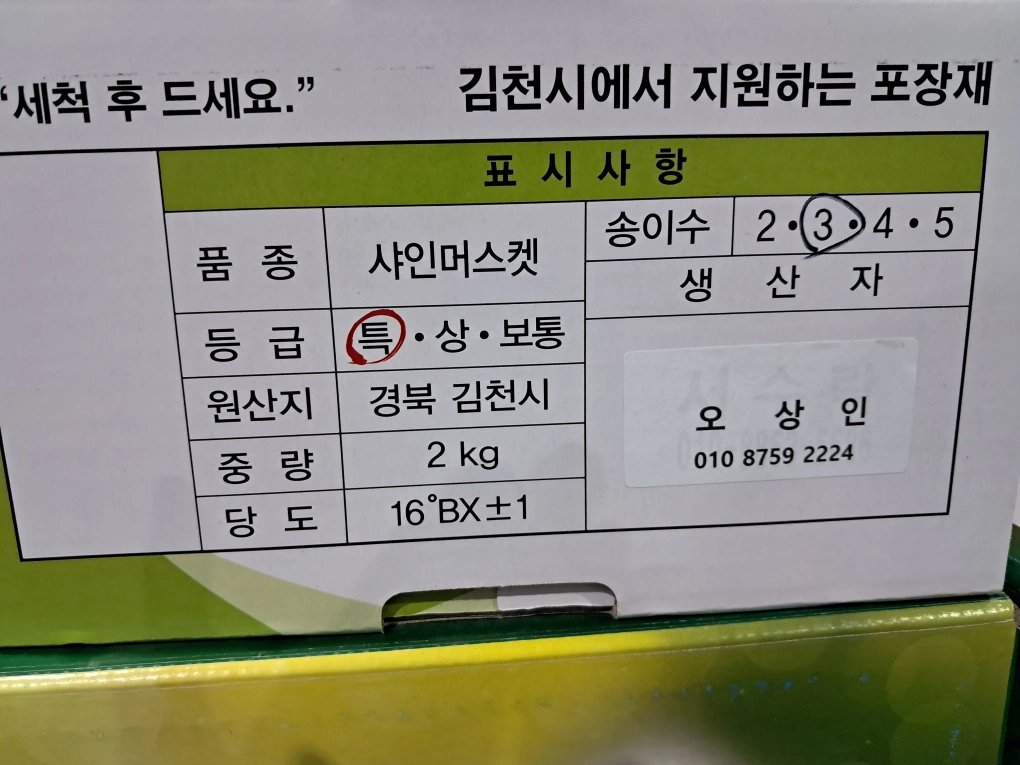 “세척 후 드세요.” 김천시에서 지원하는 포장재
표 시 사 항
품 종 샤인머스켓 송이수 2 • 3 • 4 • 5
등 급 특 • 상 • 보통 생 산 자
원산지 경북 김천시 오 상 인
중 량 2 kg 010 8759 2224
당 도 16°BX±1